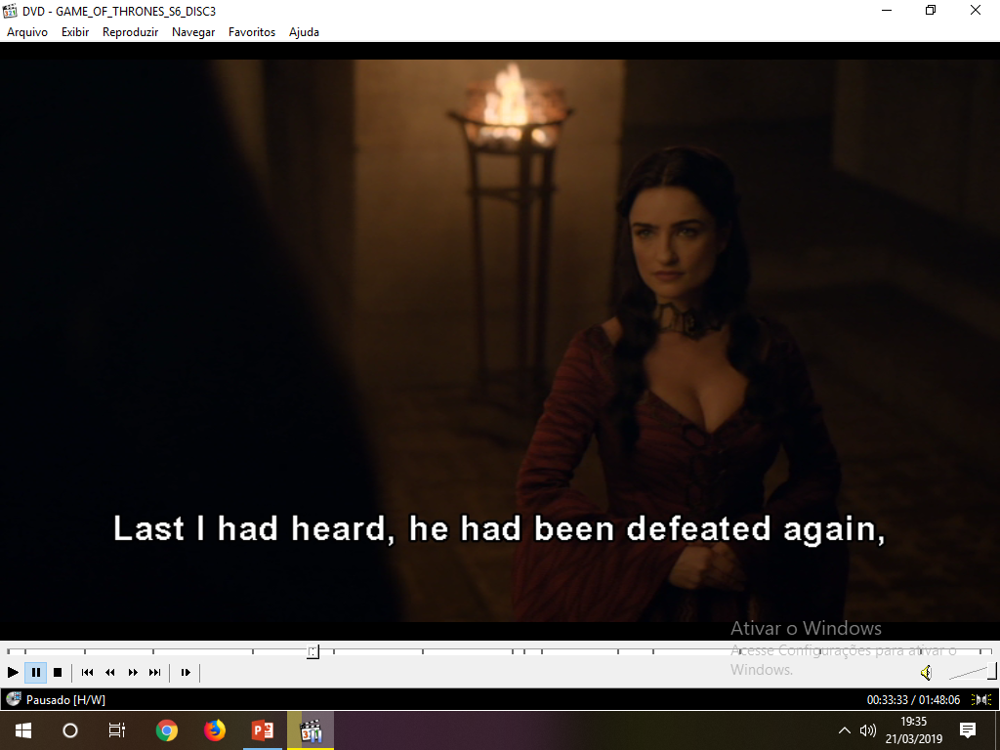 DVD - GAME_OF_THRONES_S6_DISC3
Arquivo Exibir Reproduzir Navegar Favoritos Ajuda
Last I had heard, he had been defeated again,
Ativar o Windows
Acesse Configurações para ativar o
Windows.
Pausado [H/W]
00:33:33 / 01:48:06
19:35
21/03/2019